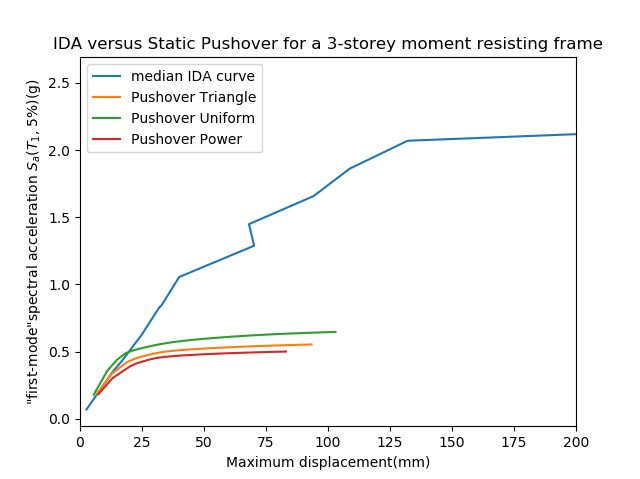 IDA versus Static Pushover for a 3-storey moment resisting frame
median IDA curve
Pushover Triangle
Pushover Uniform
Pushover Power
"first-mode"spectral acceleration Sa(T1, 5%)(g)
2.5
2.0
1.5
1.0
0.5
0.0
0 25 50 75 100 125 150 175 200
Maximum displacement(mm)